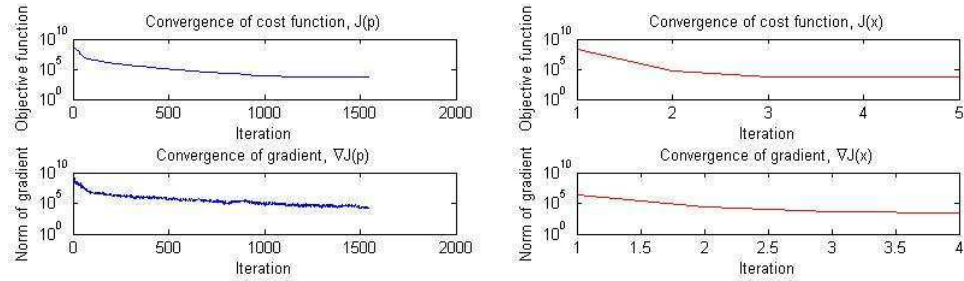 Convergence of cost function, J(p)
Objective function
10^10
10^5
10^0
0 500 1000 1500 2000
Iteration
Convergence of cost function, J(x)
Objective function
10^10
10^5
10^0
1 2 3 4 5
Iteration
Convergence of gradient, ∇J(p)
Norm of gradient
10^10
10^5
10^0
0 500 1000 1500 2000
Iteration
Convergence of gradient, ∇J(x)
Norm of gradient
10^10
10^5
10^0
1 1.5 2 2.5 3 3.5 4
Iteration